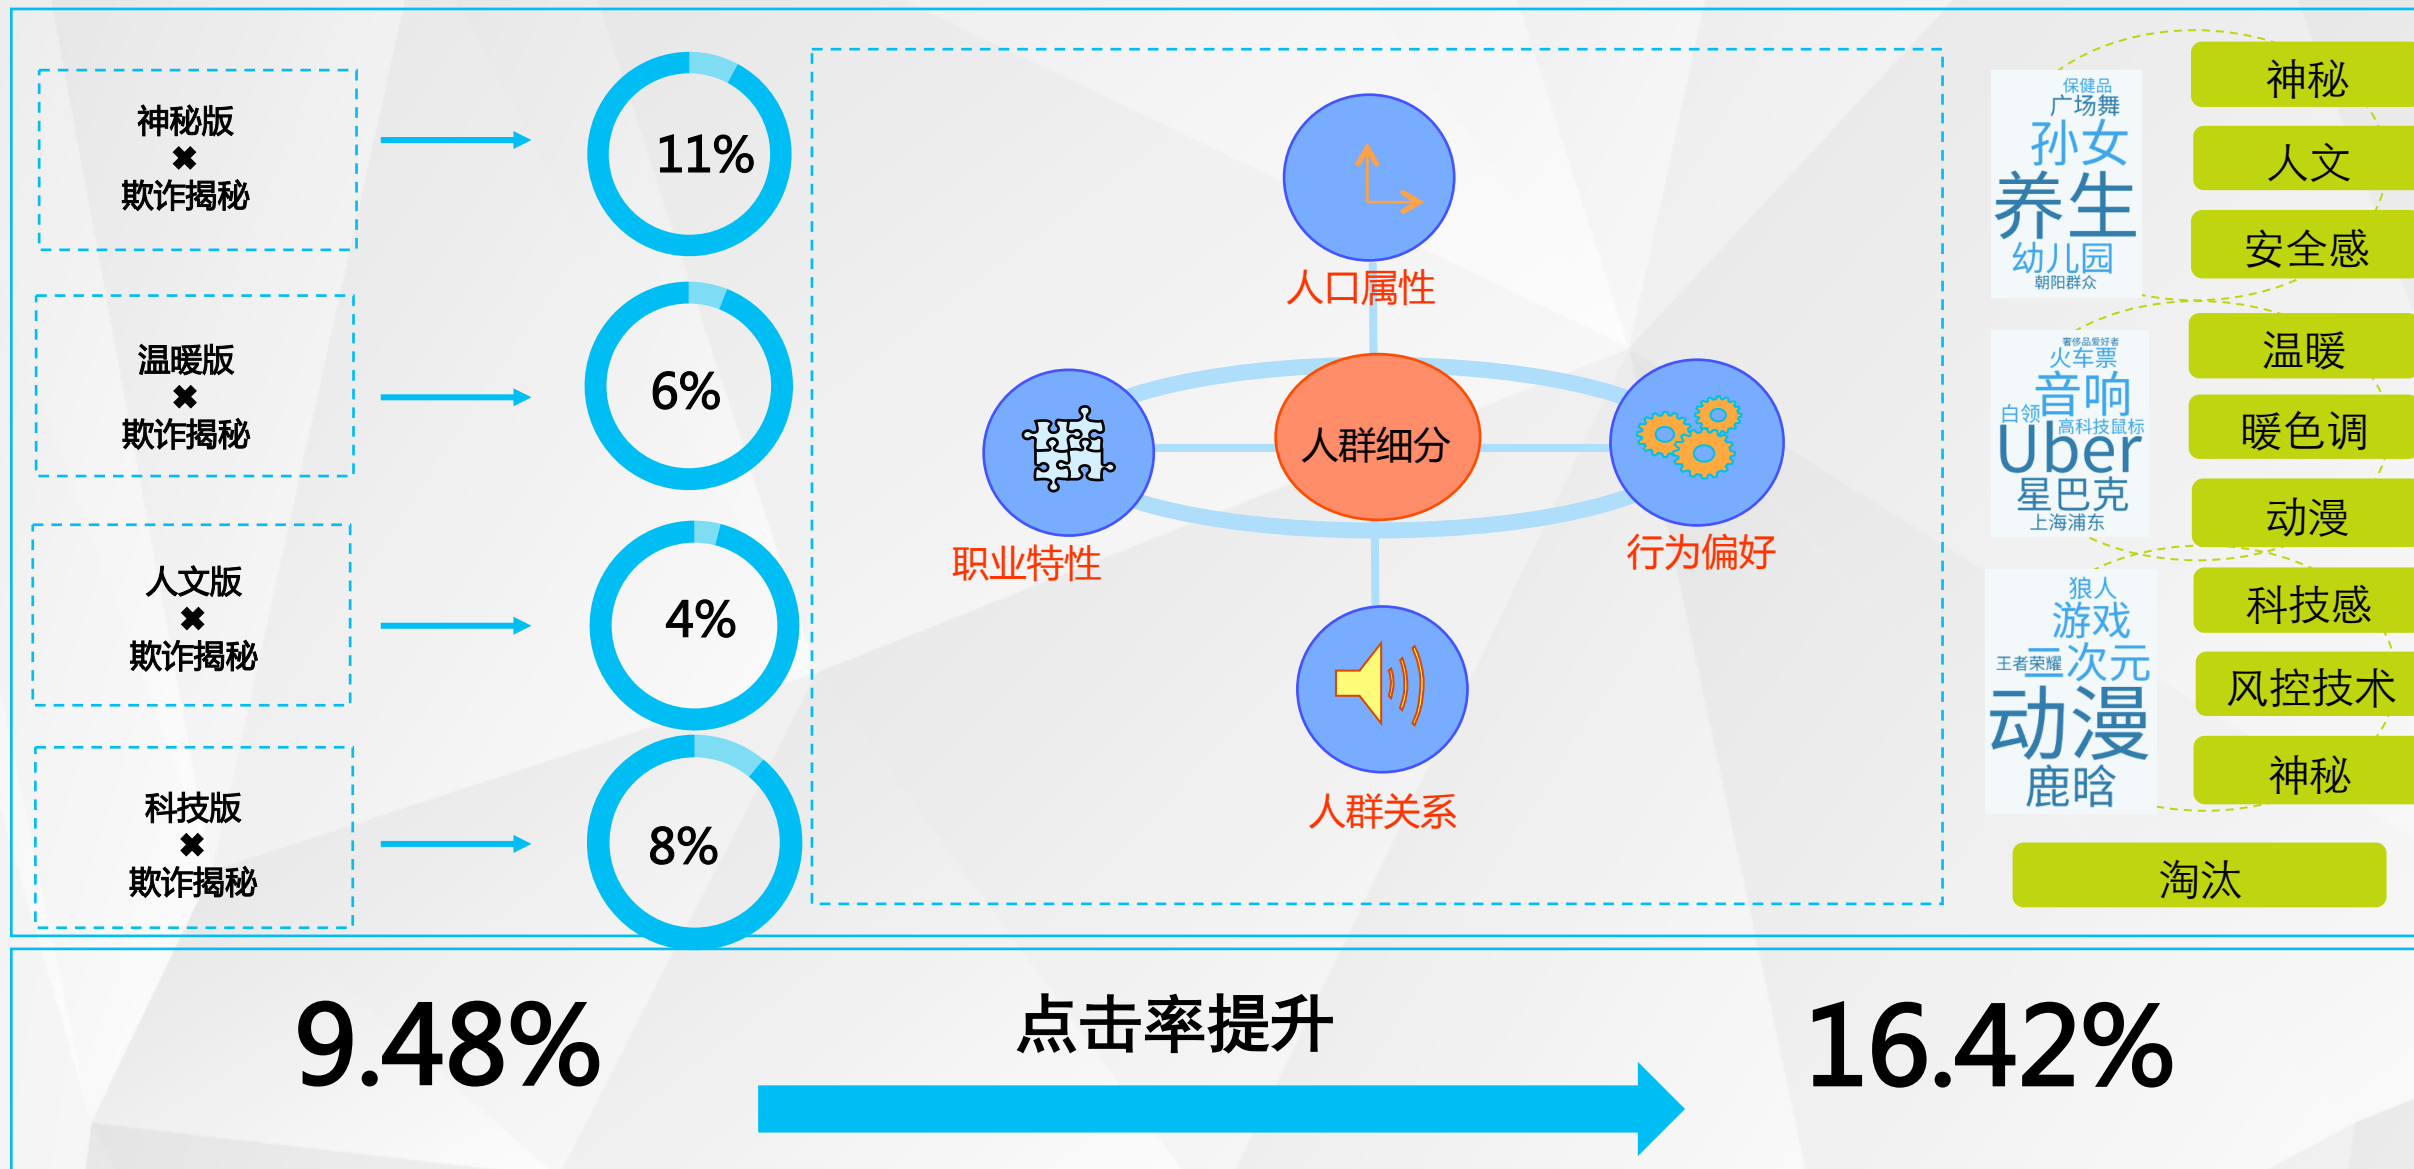 神秘版
✖
欺诈揭秘
11%
温暖版
✖
欺诈揭秘
6%
人文版
✖
欺诈揭秘
4%
科技版
✖
欺诈揭秘
8%
人口属性
职业特性
人群细分
行为偏好
人群关系
保健品
广场舞
孙女
养生
幼儿园
朝阳群众
神秘
人文
安全感
奢侈品爱好者
火车票
音响
白领
高科技鼠标
Uber
星巴克
上海浦东
温暖
暖色调
动漫
狼人
游戏
王者荣耀
二次元
动漫
鹿晗
科技感
风控技术
神秘
淘汰
9.48%
点击率提升
16.42%